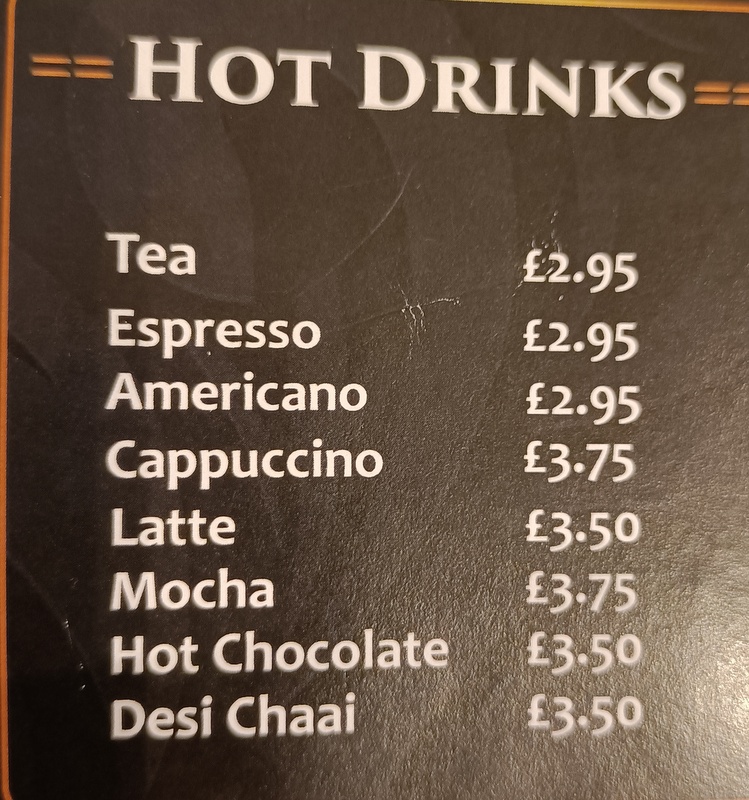 HOT DRINKS
Tea £2.95
Espresso £2.95
Americano £2.95
Cappuccino £3.75
Latte £3.50
Mocha £3.75
Hot Chocolate £3.50
Desi Chaai £3.50